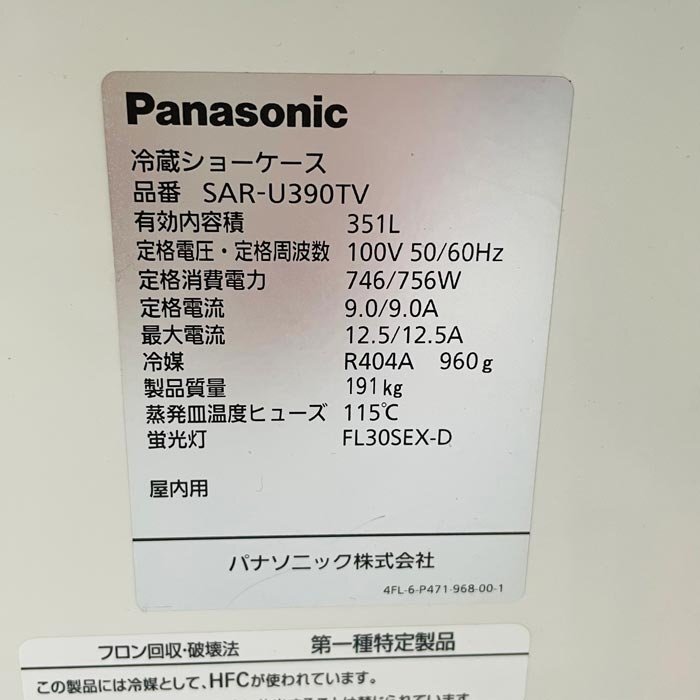 Panasonic
冷蔵ショーケース
品番 SAR-U390TV
有効内容積 351L
定格電圧・定格周波数 100V 50/60Hz
定格消費電力 746/756W
定格電流 9.0/9.0A
最大電流 12.5/12.5A
冷媒 R404A 960g
製品質量 191kg
蒸発皿温度ヒューズ 115℃
蛍光灯 FL30SEX-D
屋内用
パナソニック株式会社
4FL-6-P471-968-00-1
フロン回収・破壊法 第一種特定製品
この製品には冷媒として、HFCが使われています。